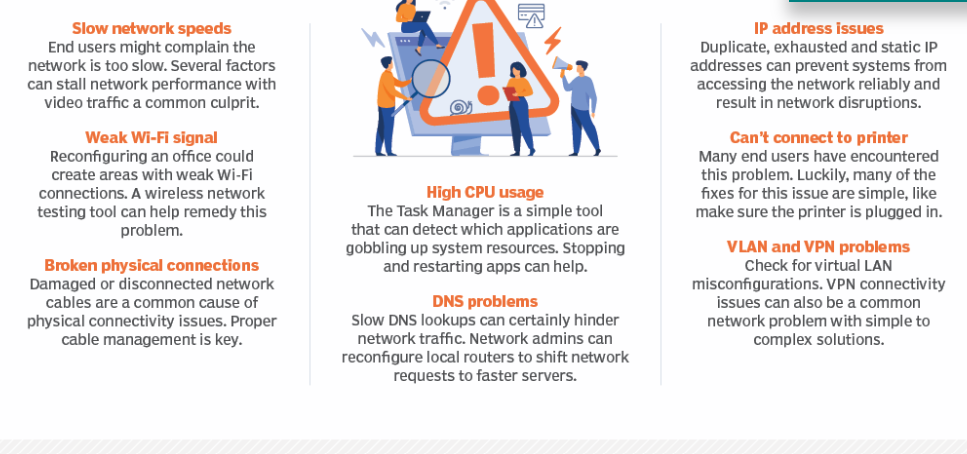 Slow network speeds
End users might complain the
network is too slow. Several factors
can stall network performance with
video traffic a common culprit.
Weak Wi-Fi signal
Reconfiguring an office could
create areas with weak Wi-Fi
connections. A wireless network
testing tool can help remedy this
problem.
Broken physical connections
Damaged or disconnected network
cables are a common cause of
physical connectivity issues. Proper
cable management is key.
High CPU usage
The Task Manager is a simple tool
that can detect which applications are
gobbling up system resources. Stopping
and restarting apps can help.
DNS problems
Slow DNS lookups can certainly hinder
network traffic. Network admins can
reconfigure local routers to shift network
requests to faster servers.
IP address issues
Duplicate, exhausted and static IP
addresses can prevent systems from
accessing the network reliably and
result in network disruptions.
Can't connect to printer
Many end users have encountered
this problem. Luckily, many of the
fixes for this issue are simple, like
make sure the printer is plugged in.
VLAN and VPN problems
Check for virtual LAN
misconfigurations. VPN connectivity
issues can also be a common
network problem with simple to
complex solutions.